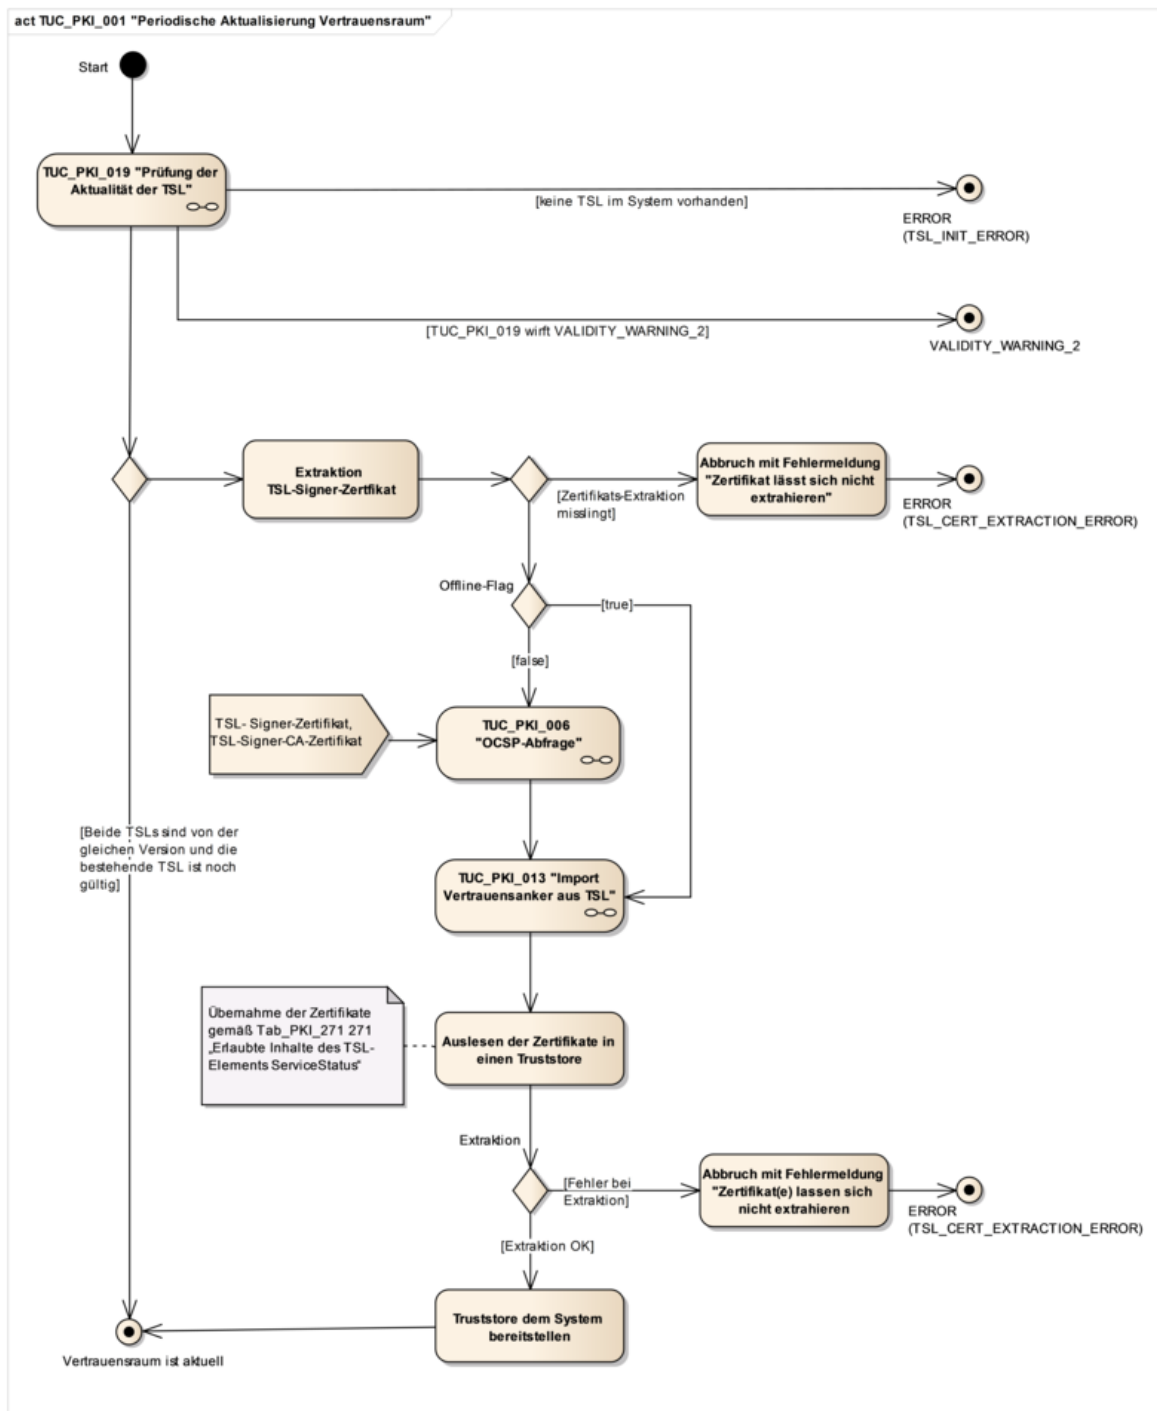 act TUC_PKI_001 "Periodische Aktualisierung Vertrauensraum"
Start
TUC_PKI_019 "Prüfung der
Aktualität der TSL"
[keine TSL im System vorhanden]
ERROR
(TSL_INIT_ERROR)
[TUC_PKI_019 wirft VALIDITY_WARNING_2]
VALIDITY_WARNING_2
Extraktion
TSL-Signer-Zertfikat
[Zertifikats-Extraktion
misslingt]
Abbruch mit Fehlermeldung
"Zertifikat lässt sich nicht
extrahieren"
ERROR
(TSL_CERT_EXTRACTION_ERROR)
Offline-Flag
[true]
[false]
TSL- Signer-Zertifikat,
TSL-Signer-CA-Zertifikat
TUC_PKI_006
"OCSP-Abfrage"
[Beide TSLs sind von der
gleichen Version und die
bestehende TSL ist noch
gültig]
TUC_PKI_013 "Import
Vertrauensanker aus TSL"
Übernahme der Zertifikate
gemäß Tab_PKI_271 271
„Erlaubte Inhalte des TSL-
Elements ServiceStatus“
Auslesen der Zertifikate in
einen Truststore
Extraktion
[Fehler bei
Extraktion]
Abbruch mit Fehlermeldung
"Zertifikat(e) lassen sich
nicht extrahieren
ERROR
(TSL_CERT_EXTRACTION_ERROR)
[Extraktion OK]
Truststore dem System
bereitstellen
Vertrauensraum ist aktuell